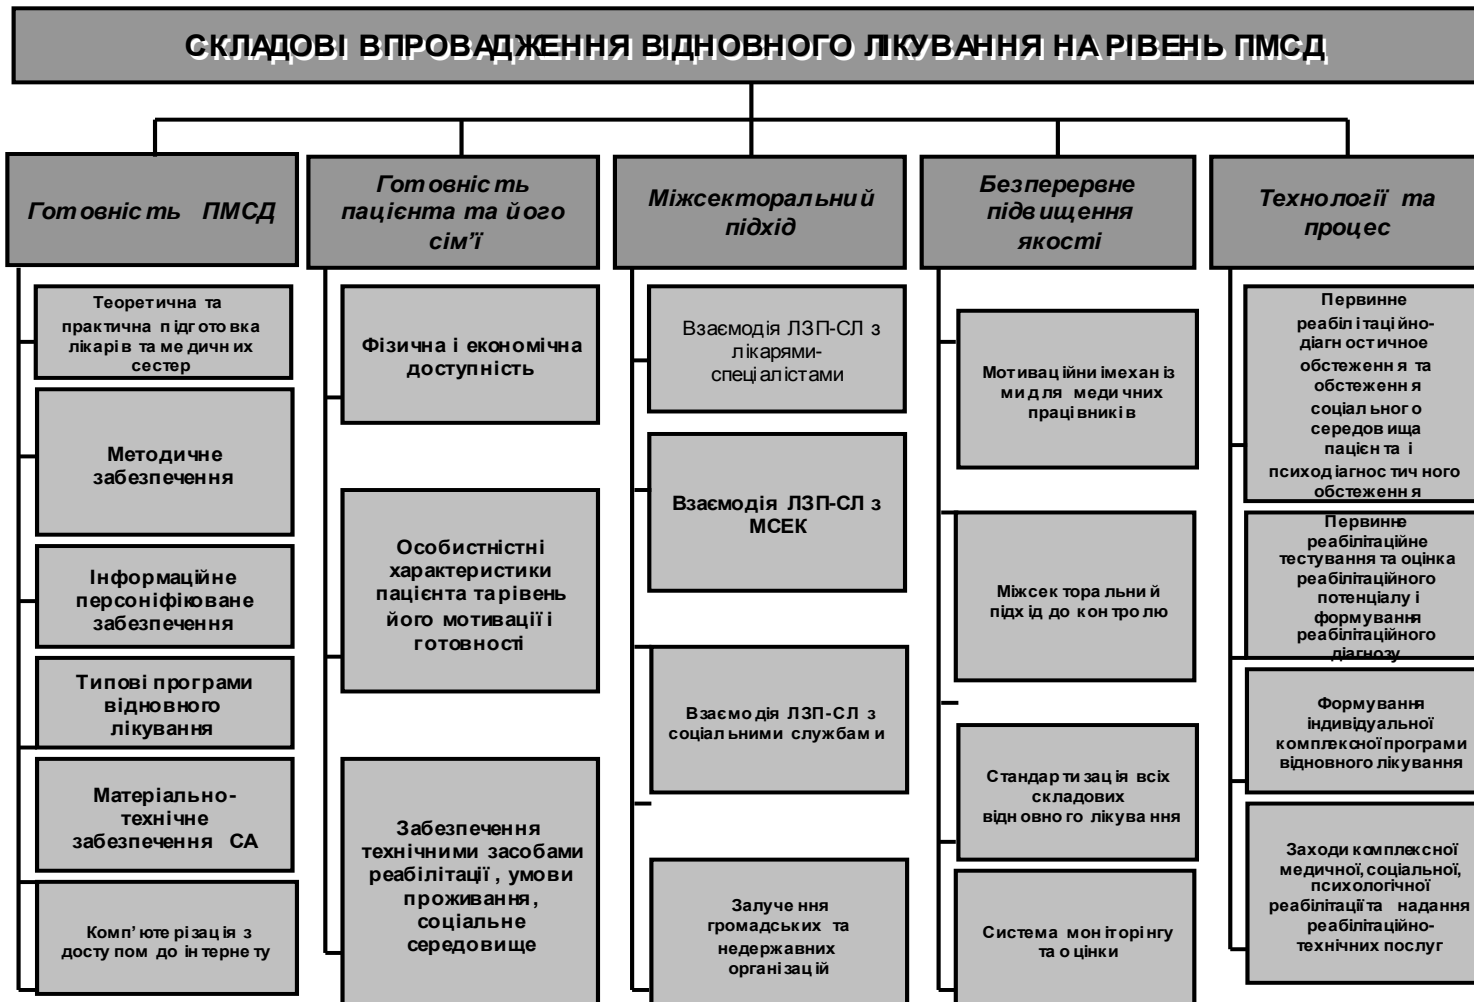 СКЛАДОВІ ВПРОВАДЖЕННЯ ВІДНОВНОГО ЛІКУВАННЯ НА РІВЕНЬ ПМСД
Готовність ПМСД
Теоретична та
практична підготовка
лікарів та медичних
сестер
Методичне
забезпечення
Інформаційне
персоніфіковане
забезпечення
Типові програми
відновного
лікування
Матеріально-
технічне
забезпечення СА
Комп’ютерізація з
доступом до інтернету
Готовність
пацієнта та його
сім’ї
Фізична і економічна
доступність
Особистністні
характеристики
пацієнта та рівень
його мотивації і
готовності
Забезпечення
технічними засобами
реабілітації, умови
проживання,
соціальне
середовище
Міжсекторальний
підхід
Взаємодія ЛЗП-СЛ з
лікарями-
спеціалістами
Взаємодія ЛЗП-СЛ з
МСЕК
Взаємодія ЛЗП-СЛ з
соціальними службами
Залучення
громадських та
недержавних
організацій
Безперервне
підвищення
якості
Мотиваційни імеханіз
ми для медичних
працівників
Міжсекторальний
підхід до контролю
Стандартизація всіх
складових
відновного лікування
Система моніторінгу
та оцінки
Технології та
процес
Первинне
реабілітаційно-
діагностичное
обстеження та
обстеження
соціального
середовища
пацієнта і
психодіагностичного
обстеження
Первинне
реабілітаційне
тестування та оцінка
реабілітаційного
потенціалу і
формування
реабілітаційного
діагнозу
Формування
індивідуальної
комплексної програми
відновного лікування
Заходи комплексної
медичної, соціальної,
психологічної
реабілітації та надання
реабілітаційно-
технічних послуг